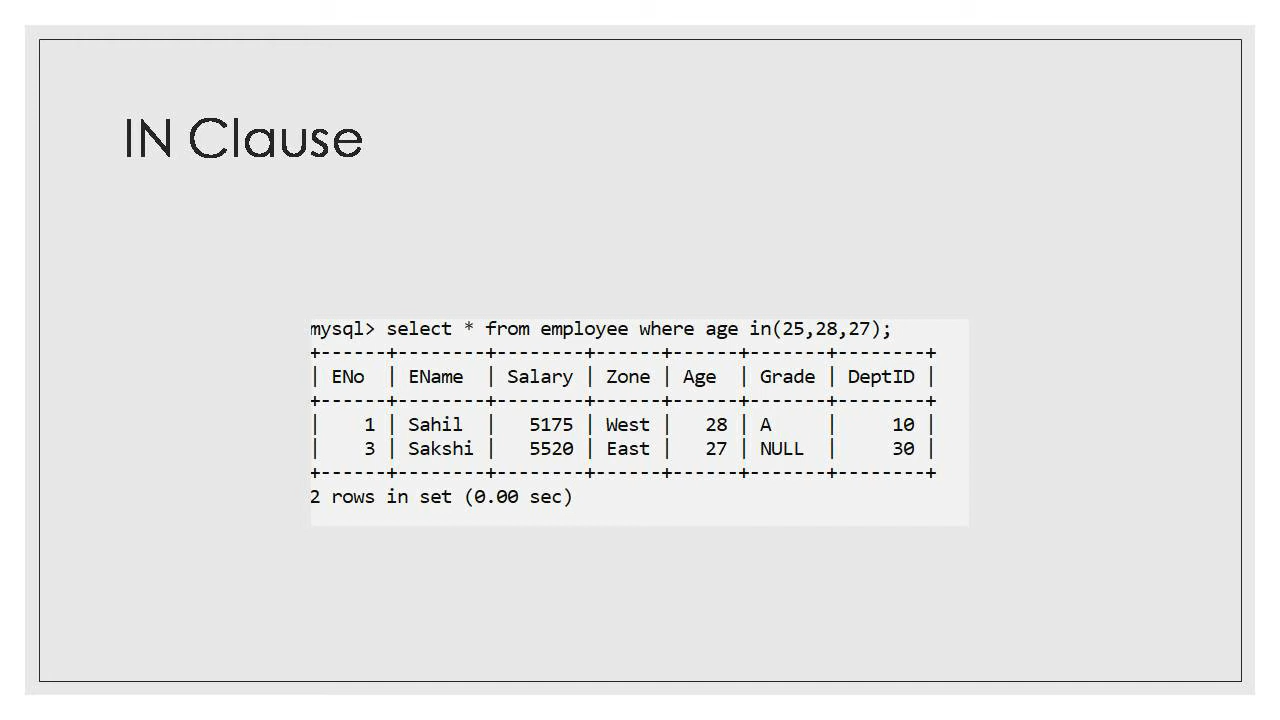 IN Clause
mysql> select * from employee where age in(25,28,27);
+------+--------+--------+------+------+-------+--------+
| ENo  | EName  | Salary | Zone | Age  | Grade | DeptID |
+------+--------+--------+------+------+-------+--------+
|    1 | Sahil  |   5175 | West |   28 | A     |     10 |
|    3 | Sakshi |   5520 | East |   27 | NULL  |     30 |
+------+--------+--------+------+------+-------+--------+
2 rows in set (0.00 sec)